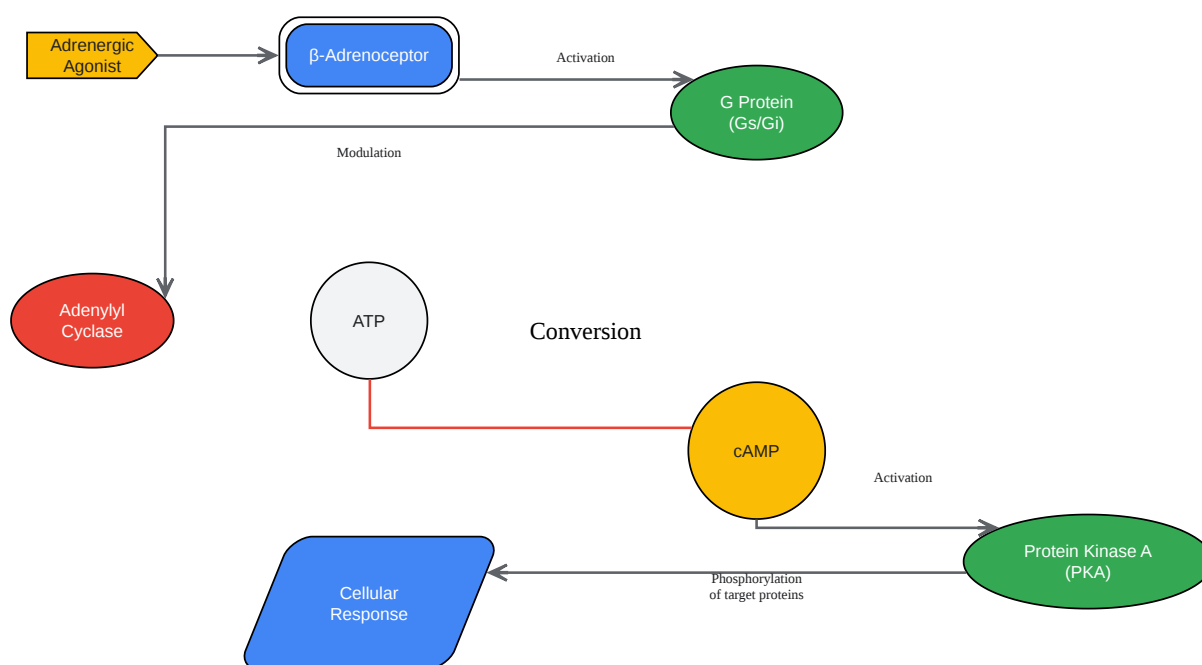 Adrenergic
Agonist
β-Adrenoceptor
Activation
G Protein
(Gs/Gi)
Modulation
Adenylyl
Cyclase
ATP
Conversion
cAMP
Activation
Protein Kinase A
(PKA)
Phosphorylation
of target proteins
Cellular
Response